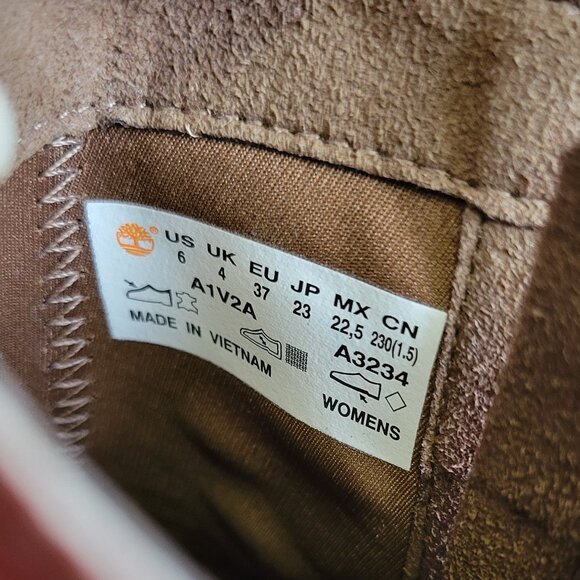 US UK EU JP MX CN
6 4 37 23 22,5 230(1.5)
A1V2A A3234
MADE IN VIETNAM WOMENS